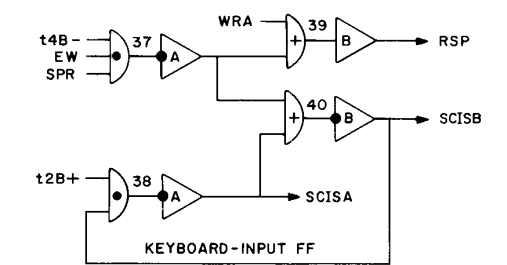 WRA
39
t4B-
37
EW
A
+
B
RSP
SPR
40
+
B
SCISB
t2B+
38
A
SCISA
KEYBOARD-INPUT FF